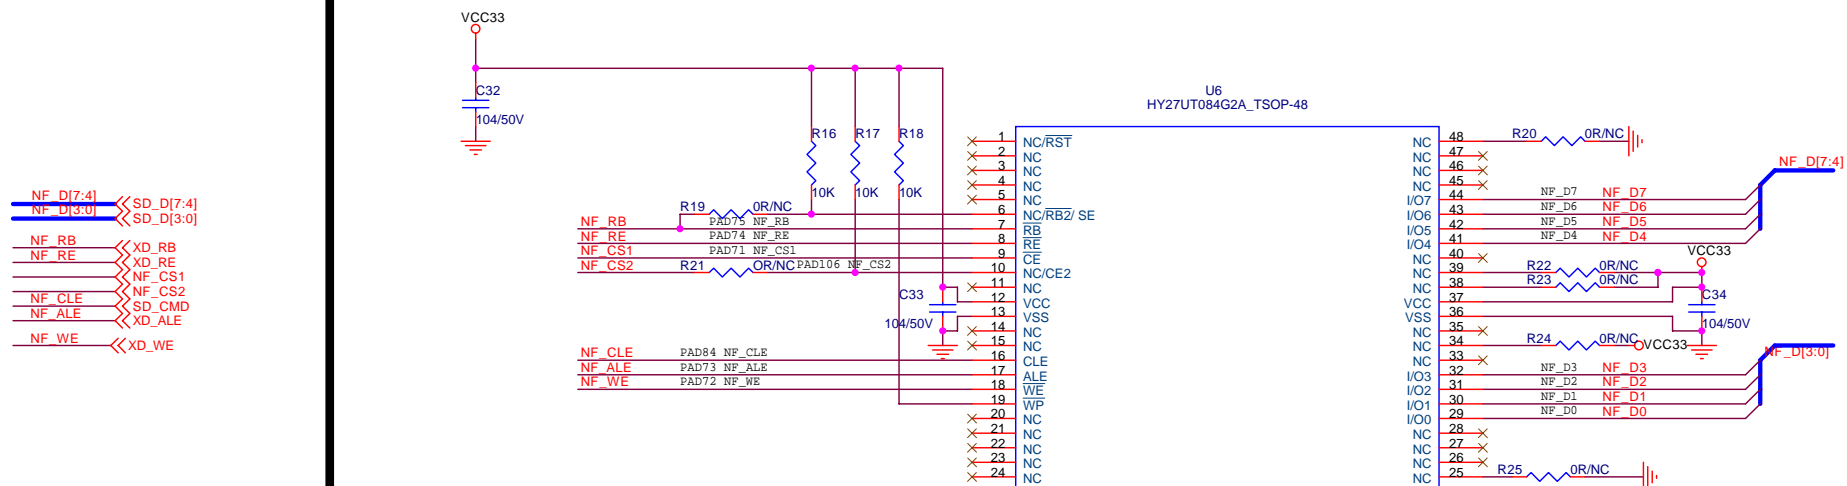 VCC33
C32
104/50V
R16 R17 R18
10K 10K 10K
U6
HY27UT084G2A_TSOP-48
NF_D[7:4] SD_D[7:4]
NF_D[3:0] SD_D[3:0]
NF_RB XD_RB
NF_RE XD_RE
NF_CS1
NF_CS2
NF_CLE SD_CMD
NF_ALE XD_ALE
NF_WE XD_WE
R19 0R/NC
NF_RB PAD75 NF_RB
NF_RE PAD74 NF_RE
NF_CS1 PAD71 NF_CS1
NF_CS2 R21 OR/NC PAD106 NF_CS2
C33
104/50V
NF_CLE PAD84 NF_CLE
NF_ALE PAD73 NF_ALE
NF_WE PAD72 NF_WE
1 NC/RST
2 NC
3 NC
4 NC
5 NC
6 NC/RB2/ SE
7 RB
8 RE
9 CE
10 NC/CE2
11 NC
12 VCC
13 VSS
14 NC
15 NC
16 CLE
17 ALE
18 WE
19 WP
20 NC
21 NC
22 NC
23 NC
24 NC
NC 48 R20 0R/NC
NC 47
NC 46
NC 45
I/O7 44 NF_D7 NF_D7
I/O6 43 NF_D6 NF_D6
I/O5 42 NF_D5 NF_D5
I/O4 41 NF_D4 NF_D4
NF_D[7:4]
NC 40
VCC33
NC 39 R22 0R/NC
NC 38 R23 0R/NC
VCC 37
C34
VSS 36
104/50V
NC 35
NC 34 R24 0R/NC VCC33
NC 33
NF_D[3:0]
I/O3 32 NF_D3 NF_D3
I/O2 31 NF_D2 NF_D2
I/O1 30 NF_D1 NF_D1
I/O0 29 NF_D0 NF_D0
NC 28
NC 27
NC 26
NC 25 R25 0R/NC